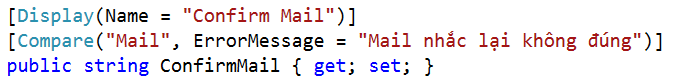 [Display(Name = "Confirm Mail")]
[Compare("Mail", ErrorMessage = "Mail nhắc lại không đúng")]
public string ConfirmMail { get; set; }